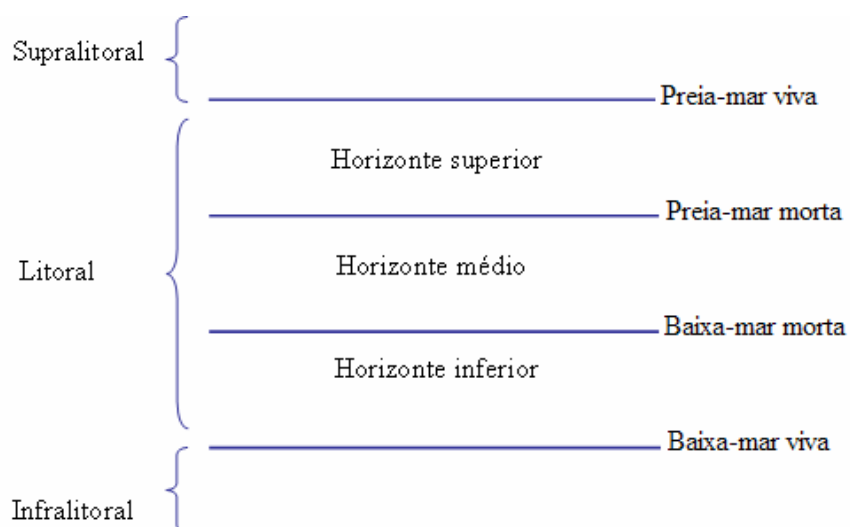 Supralitoral
Preia-mar viva
Horizonte superior
Preia-mar morta
Litoral
Horizonte médio
Baixa-mar morta
Horizonte inferior
Baixa-mar viva
Infralitoral